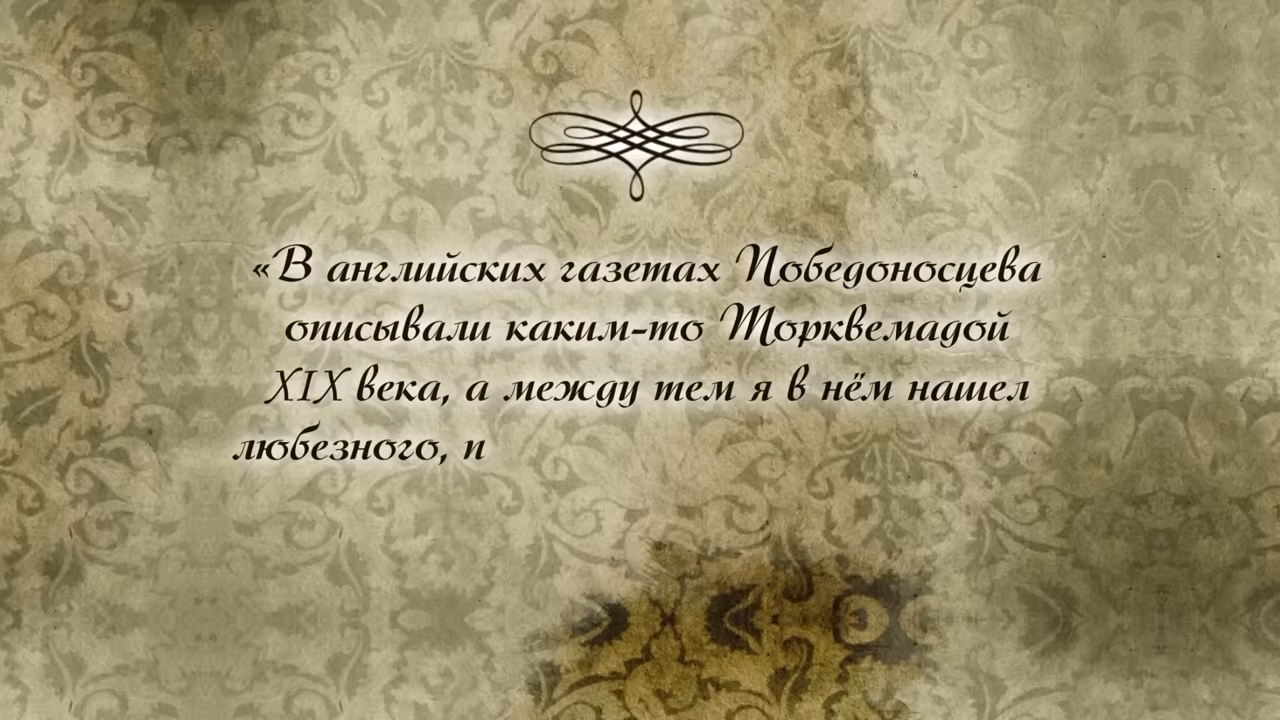 «В английских газетах Победоносцева
описывали каким-то Торквемадой
XIX века, а между тем я в нём нашел
любезного, п